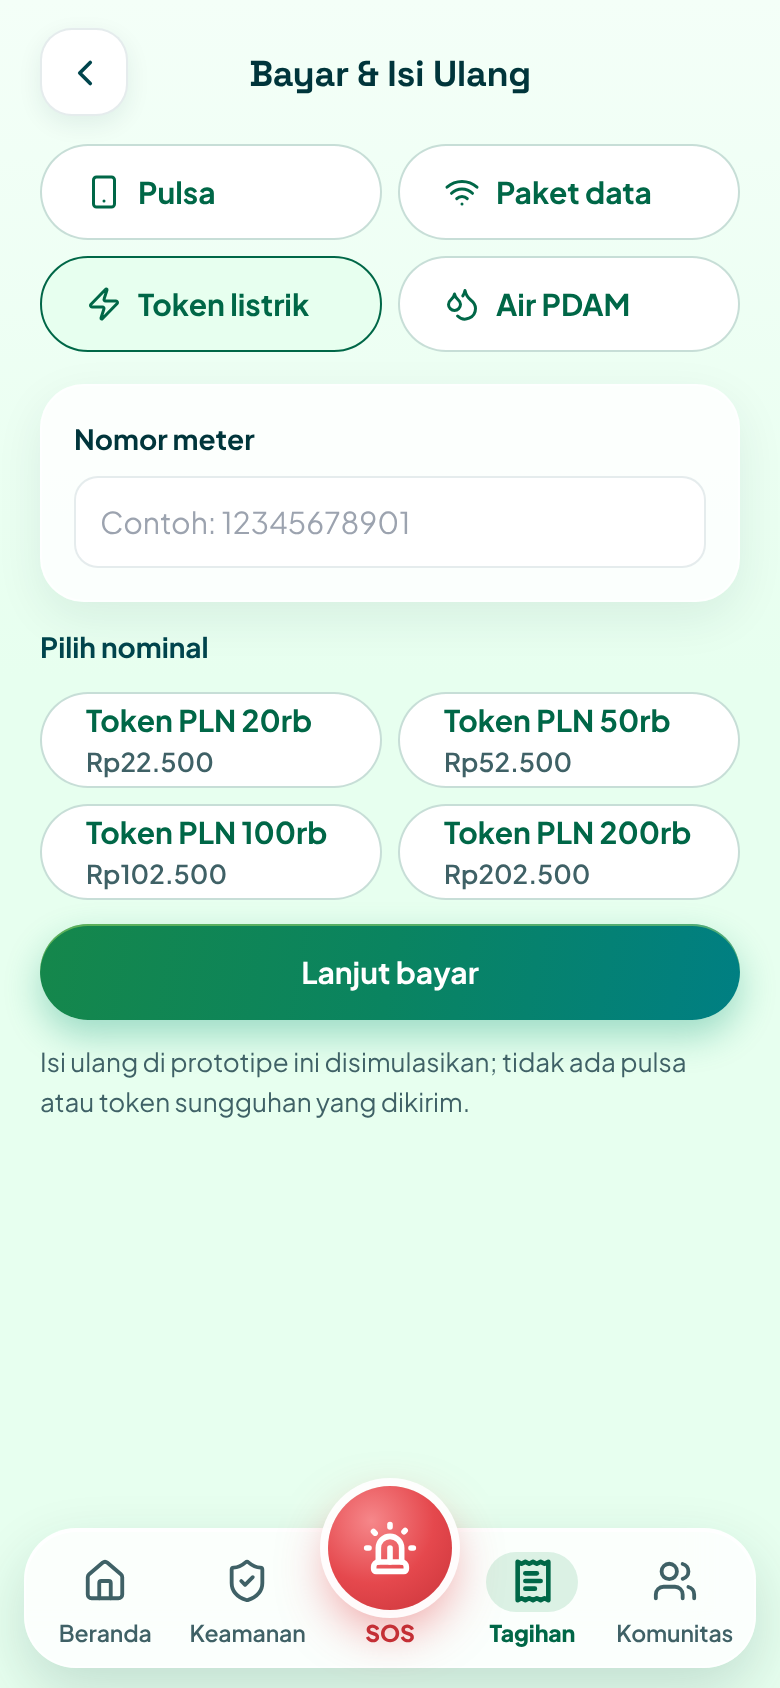 Bayar & Isi Ulang
Pulsa
Paket data
Token listrik
Air PDAM
Nomor meter
Contoh: 12345678901
Pilih nominal
Token PLN 20rb
Rp22.500
Token PLN 50rb
Rp52.500
Token PLN 100rb
Rp102.500
Token PLN 200rb
Rp202.500
Lanjut bayar
Isi ulang di prototipe ini disimulasikan; tidak ada pulsa
atau token sungguhan yang dikirim.
Beranda
Keamanan
SOS
Tagihan
Komunitas